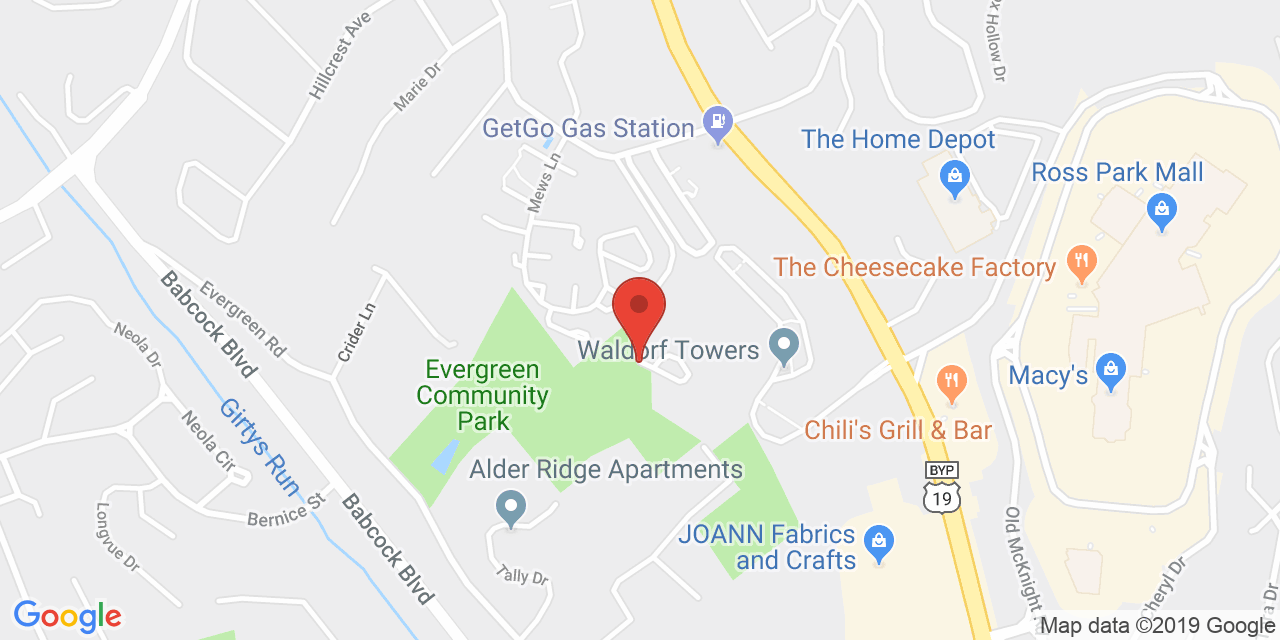 Hillcrest Ave
Marie Dr
Hollow Dr
GetGo Gas Station
The Home Depot
Ross Park Mall
Mews Ln
The Cheesecake Factory
Babcock Blvd
Evergreen Rd
Crider Ln
Neola Dr
Waldorf Towers
Macy's
Evergreen
Community
Park
Chili's Grill & Bar
Girtys Run
Neola Cir
Alder Ridge Apartments
BYP
19
Bernice St
Babcock Blvd
Longvue Dr
JOANN Fabrics
and Crafts
Old McKnight
Tally Dr
Cheryl Dr
Dr
Google
Map data ©2019 Google